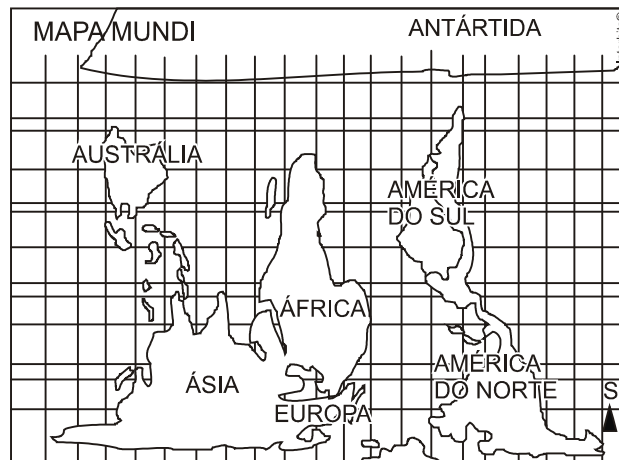 MAPA MUNDI
ANTÁRTIDA
AUSTRÁLIA
AMÉRICA
DO SUL
ÁFRICA
ÁSIA
EUROPA
AMÉRICA
DO NORTE
S